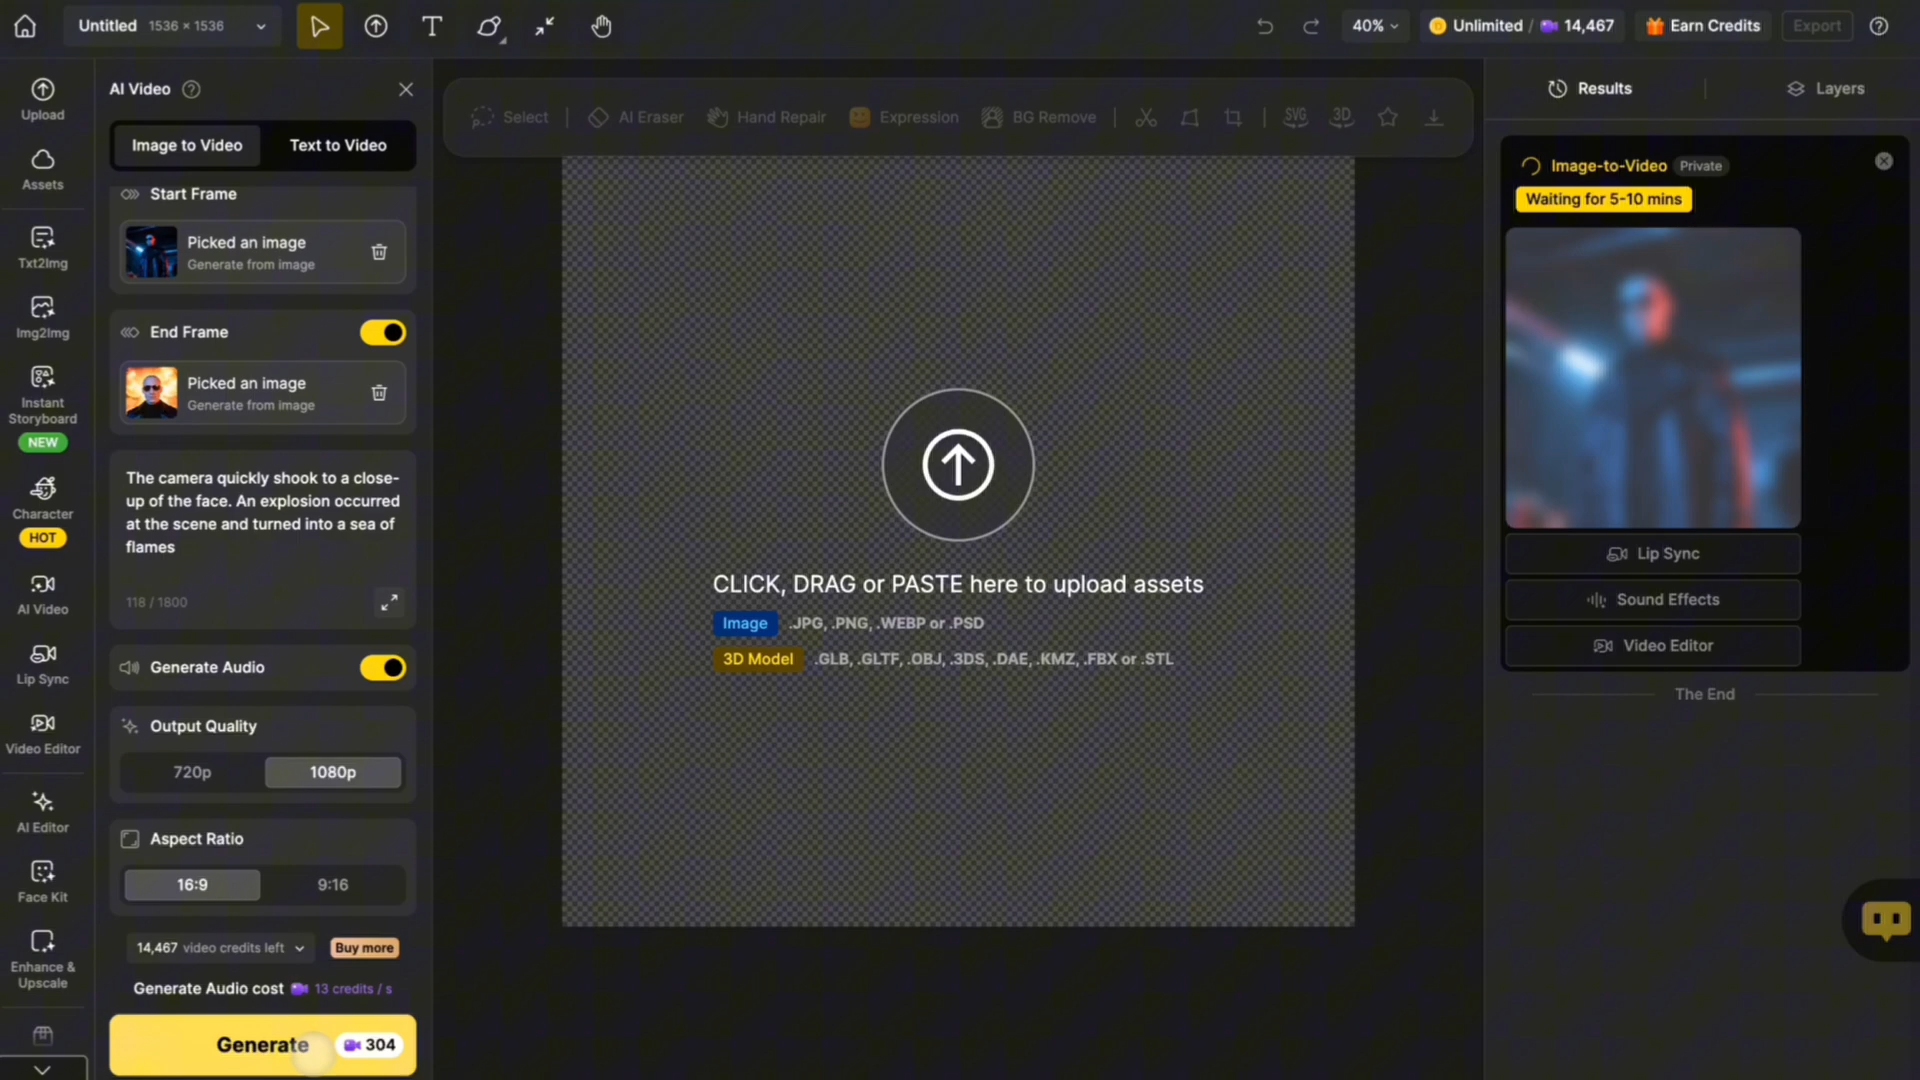 Untitled 1536 × 1536
40%
Unlimited / 14,467
Earn Credits
Export
Upload
Assets
Txt2Img
Img2Img
Instant
Storyboard
NEW
Character
HOT
AI Video
Lip Sync
Video Editor
AI Editor
Face Kit
Enhance &
Upscale
AI Video
Image to Video
Text to Video
Start Frame
Picked an image
Generate from image
End Frame
Picked an image
Generate from image
The camera quickly shook to a close-
up of the face. An explosion occurred
at the scene and turned into a sea of
flames
118 / 1800
Generate Audio
Output Quality
720p
1080p
Aspect Ratio
16:9
9:16
14,467 video credits left
Buy more
Generate Audio cost 13 credits / s
Generate 304
Select
AI Eraser
Hand Repair
Expression
BG Remove
SVG
3D
CLICK, DRAG or PASTE here to upload assets
Image .JPG, .PNG, .WEBP or .PSD
3D Model .GLB, .GLTF, .OBJ, .3DS, .DAE, .KMZ, .FBX or .STL
Results
Layers
Image-to-Video Private
Waiting for 5-10 mins
Lip Sync
Sound Effects
Video Editor
The End